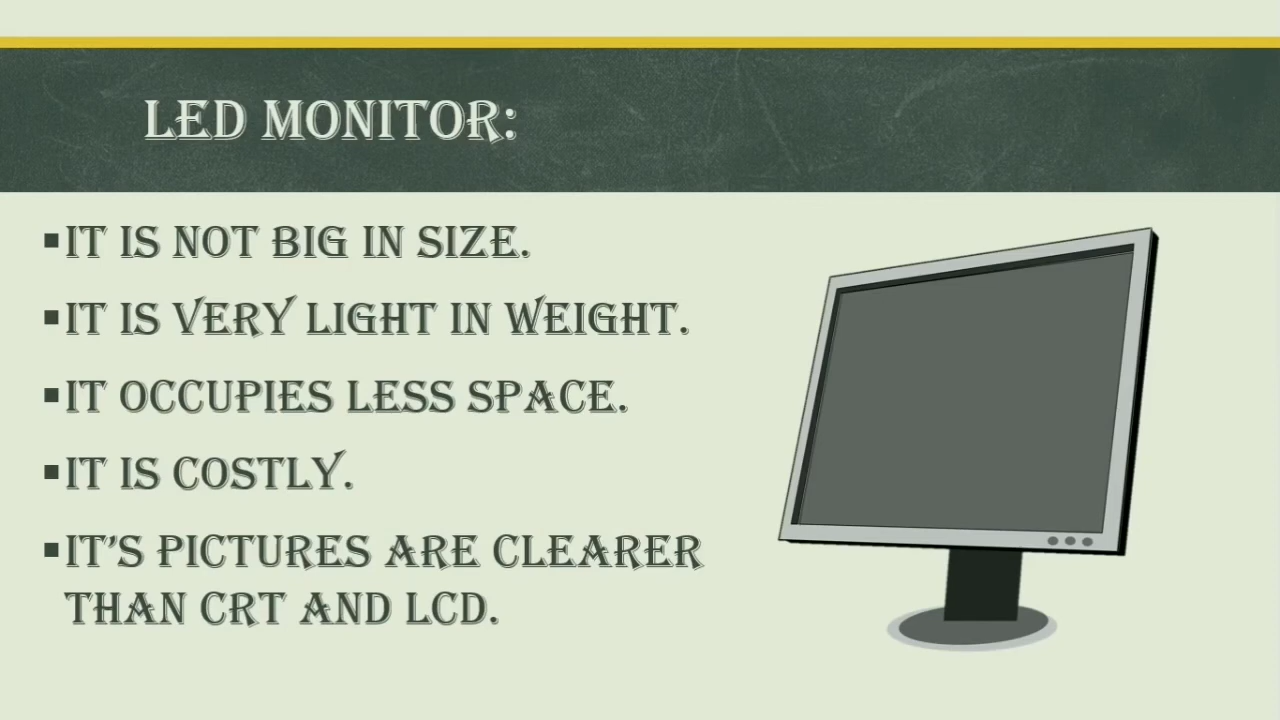 LED MONITOR:
▪IT IS NOT BIG IN SIZE.
▪IT IS VERY LIGHT IN WEIGHT.
▪IT OCCUPIES LESS SPACE.
▪IT IS COSTLY.
▪IT’S PICTURES ARE CLEARER
THAN CRT AND LCD.